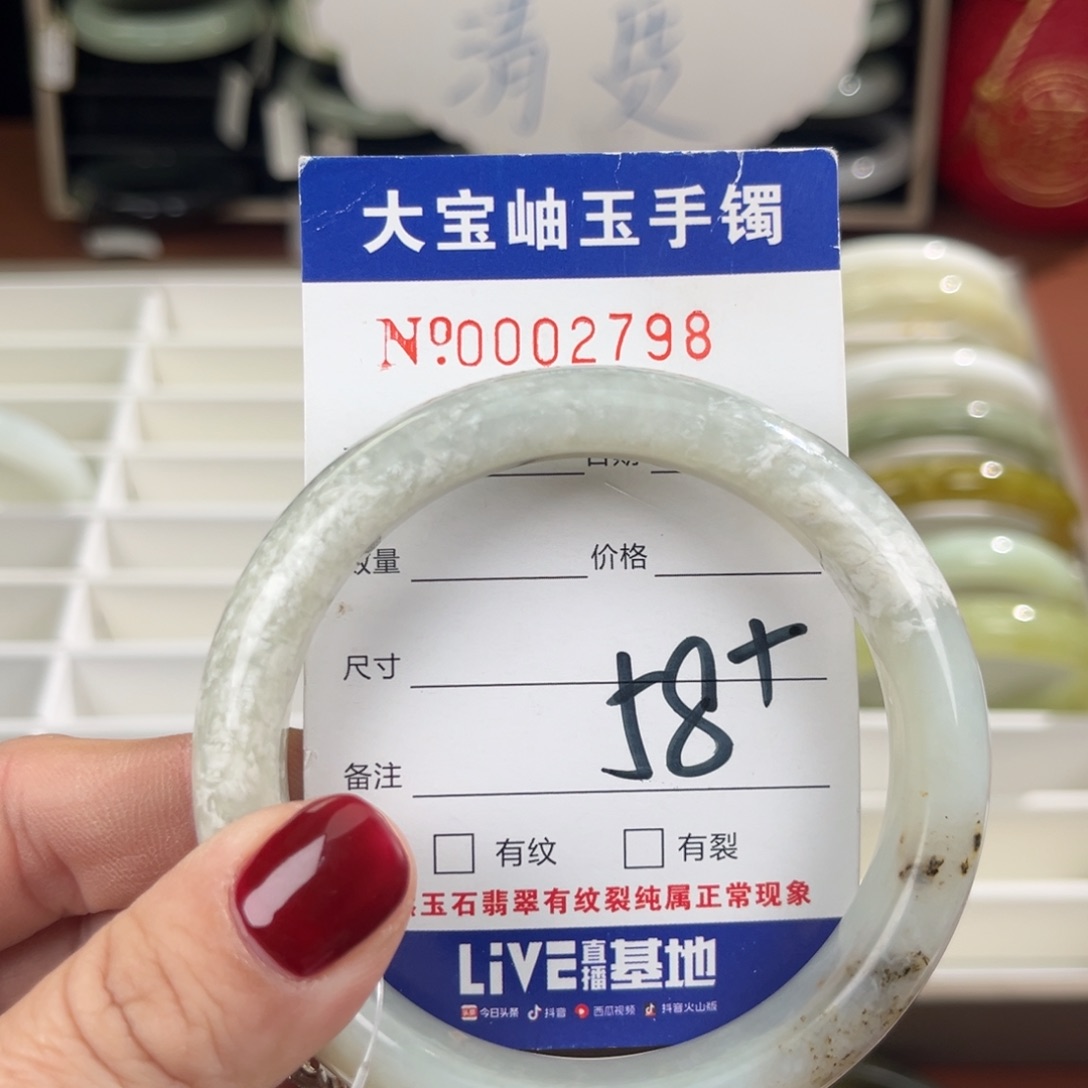 清
大宝岫玉手镯
№0002798
日期
量 价格
尺寸 58+
备注
有纹 有裂
玉石翡翠有纹裂纯属正常现象
LiVE直播基地
今日头条 抖音 西瓜视频 抖音火山版